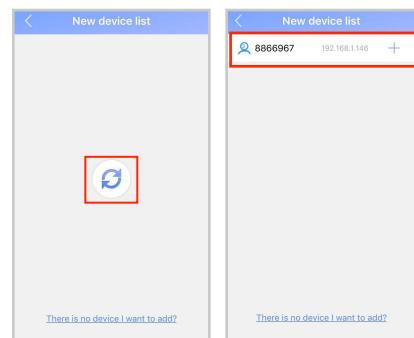 New device list
There is no device I want to add?
New device list
8866967 192.168.1.146
There is no device I want to add?